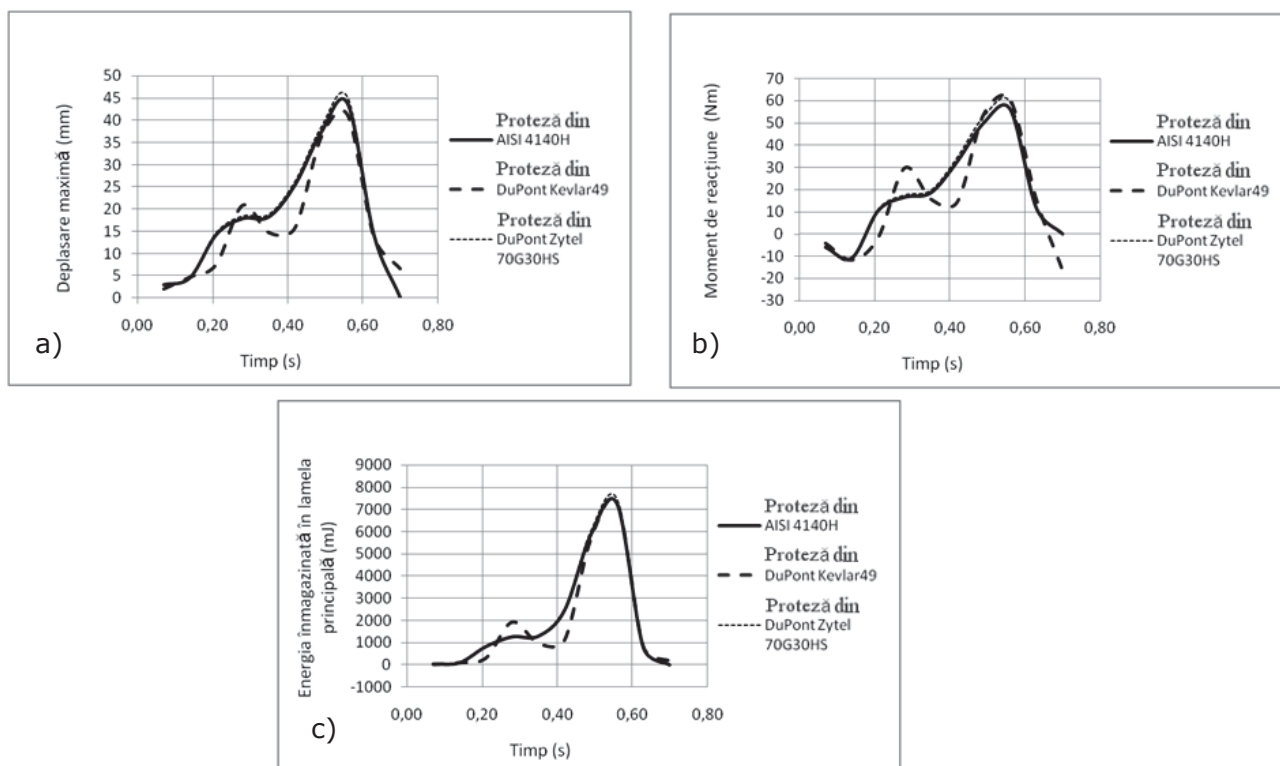 Deplasare maximă (mm)
50
45
40
35
30
25
20
15
10
5
0
0,00 0,20 0,40 0,60 0,80
Timp (s)
Proteză din
AISI 4140H
Proteză din
DuPont Kevlar49
Proteză din
DuPont Zytel
70G30HS
a)
Moment de reacțiune (Nm)
70
60
50
40
30
20
10
0
-10
-20
-30
0,00 0,20 0,40 0,60 0,80
Timp (s)
Proteză din
AISI 4140H
Proteză din
DuPont Kevlar49
Proteză din
DuPont Zytel
70G30HS
b)
Energia înmagazinată în lamela
principală (mJ)
9000
8000
7000
6000
5000
4000
3000
2000
1000
0
-1000
0,00 0,20 0,40 0,60 0,80
Timp (s)
Proteză din
AISI 4140H
Proteză din
DuPont Kevlar49
Proteză din
DuPont Zytel
70G30HS
c)